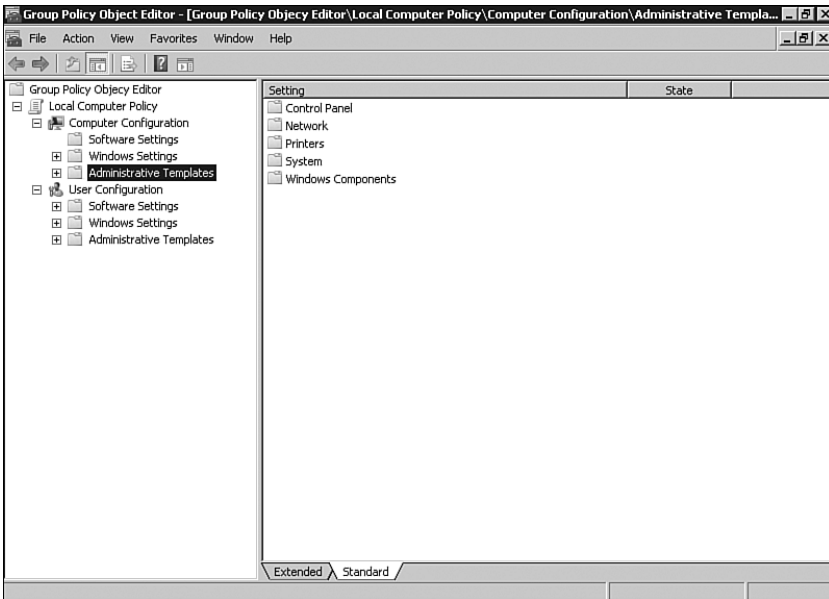 Group Policy Object Editor - [Group Policy Objecy Editor\Local Computer Policy\Computer Configuration\Administrative Templa...
File Action View Favorites Window Help
Group Policy Objecy Editor
Local Computer Policy
Computer Configuration
Software Settings
Windows Settings
Administrative Templates
User Configuration
Software Settings
Windows Settings
Administrative Templates
Setting State
Control Panel
Network
Printers
System
Windows Components
Extended Standard